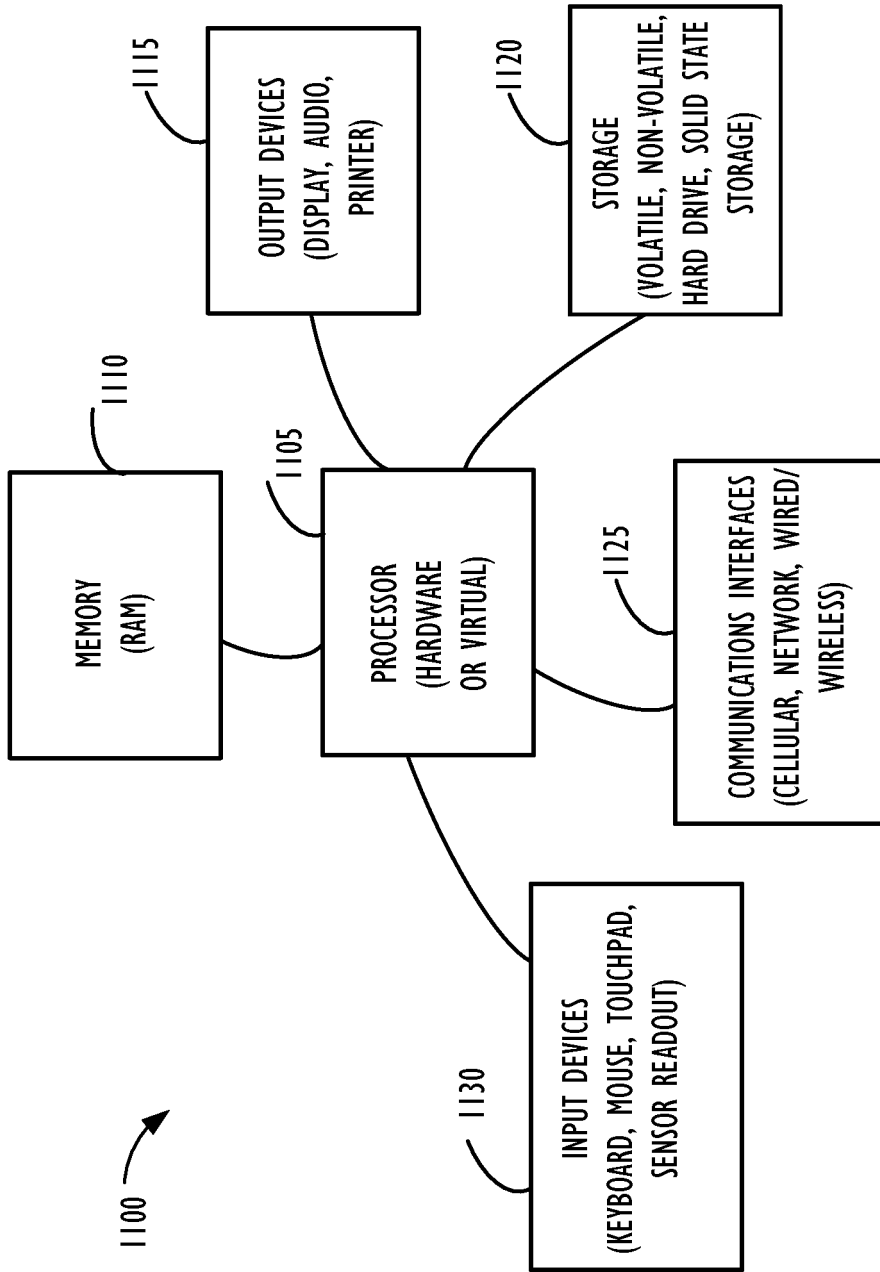 1100
MEMORY
(RAM)
1110
OUTPUT DEVICES
(DISPLAY, AUDIO,
PRINTER)
1115
PROCESSOR
(HARDWARE
OR VIRTUAL)
1105
INPUT DEVICES
(KEYBOARD, MOUSE, TOUCHPAD,
SENSOR READOUT)
1130
COMMUNICATIONS INTERFACES
(CELLULAR, NETWORK, WIRED/
WIRELESS)
1125
STORAGE
(VOLATILE, NON-VOLATILE,
HARD DRIVE, SOLID STATE
STORAGE)
1120